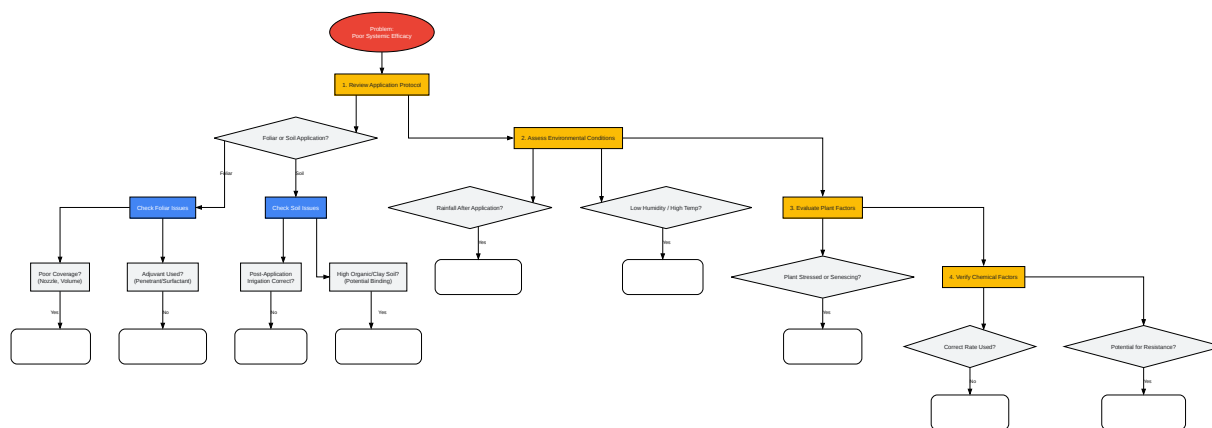 Problem:
Poor Systemic Efficacy
1. Review Application Protocol
Foliar or Soil Application?
2. Assess Environmental Conditions
Foliar
Soil
Check Foliar Issues
Check Soil Issues
Rainfall After Application?
Low Humidity / High Temp?
3. Evaluate Plant Factors
Yes
Yes
Poor Coverage?
(Nozzle, Volume)
Adjuvant Used?
(Penetrant/Surfactant)
Post-Application
Irrigation Correct?
High Organic/Clay Soil?
(Potential Binding)
Plant Stressed or Senescing?
4. Verify Chemical Factors
Yes
No
No
Yes
Yes
Correct Rate Used?
Potential for Resistance?
No
Yes